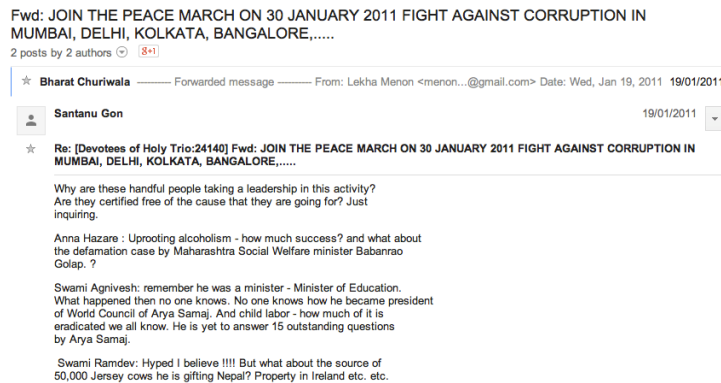 Fwd: JOIN THE PEACE MARCH ON 30 JANUARY 2011 FIGHT AGAINST CORRUPTION IN
MUMBAI, DELHI, KOLKATA, BANGALORE,.....
2 posts by 2 authors
g+1
Bharat Churiwala ---------- Forwarded message ---------- From: Lekha Menon <menon...@gmail.com> Date: Wed, Jan 19, 2011 19/01/2011
Santanu Gon 19/01/2011
Re: [Devotees of Holy Trio:24140] Fwd: JOIN THE PEACE MARCH ON 30 JANUARY 2011 FIGHT AGAINST CORRUPTION IN
MUMBAI, DELHI, KOLKATA, BANGALORE,.....
Why are these handful people taking a leadership in this activity?
Are they certified free of the cause that they are going for? Just
inquiring.
Anna Hazare : Uprooting alcoholism - how much success? and what about
the defamation case by Maharashtra Social Welfare minister Babanrao
Golap. ?
Swami Agnivesh: remember he was a minister - Minister of Education.
What happened then no one knows. No one knows how he became president
of World Council of Arya Samaj. And child labor - how much of it is
eradicated we all know. He is yet to answer 15 outstanding questions
by Arya Samaj.
Swami Ramdev: Hyped I believe !!!! But what about the source of
50,000 Jersey cows he is gifting Nepal? Property in Ireland etc. etc.